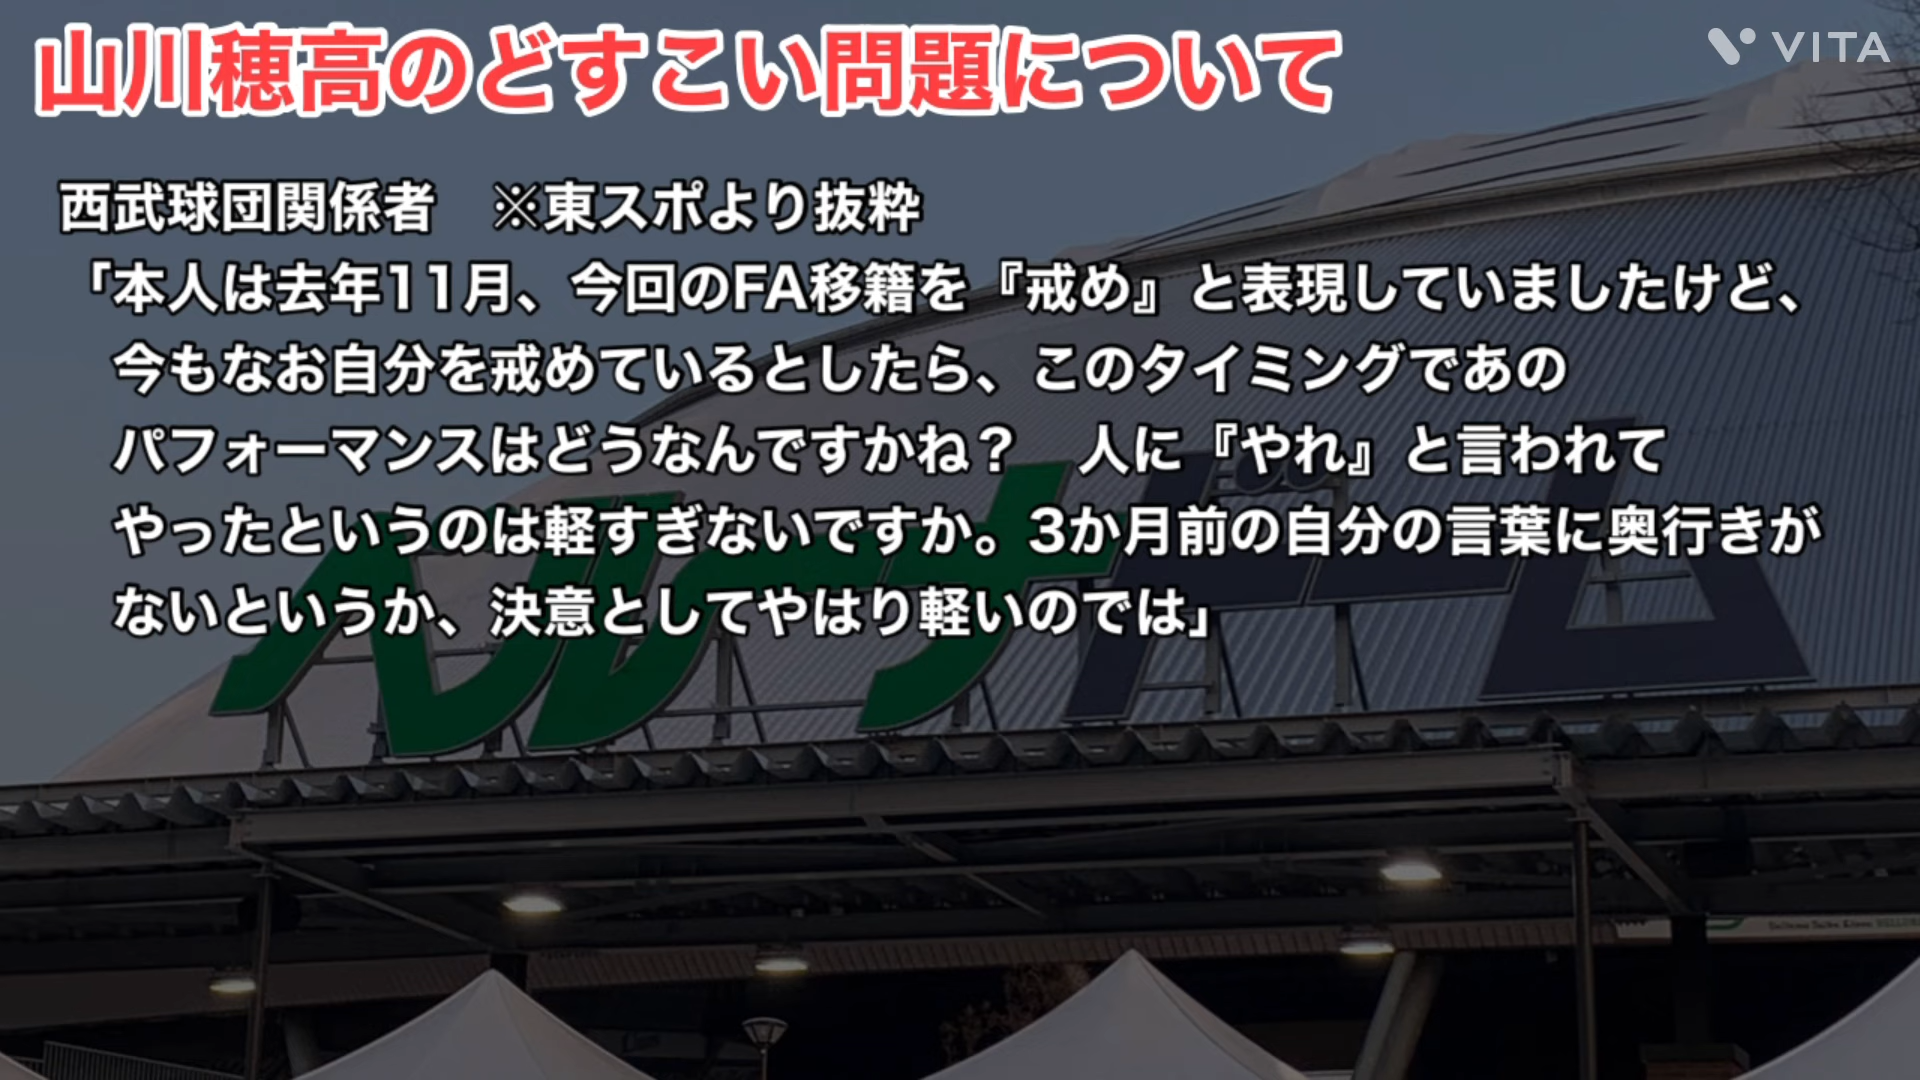 山川穂高のどすこい問題について
VITA
西武球団関係者　※東スポより抜粋
「本人は去年11月、今回のFA移籍を『戒め』と表現していましたけど、
今もなお自分を戒めているとしたら、このタイミングであの
パフォーマンスはどうなんですかね？　人に『やれ』と言われて
やったというのは軽すぎないですか。3か月前の自分の言葉に奥行きが
ないというか、決意としてやはり軽いのでは」
ベルーナドーム